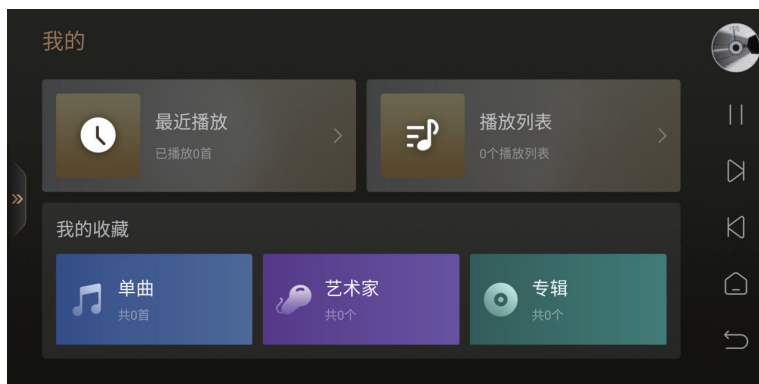 我的
最近播放
已播放0首
播放列表
0个播放列表
我的收藏
单曲
共0首
艺术家
共0个
专辑
共0个